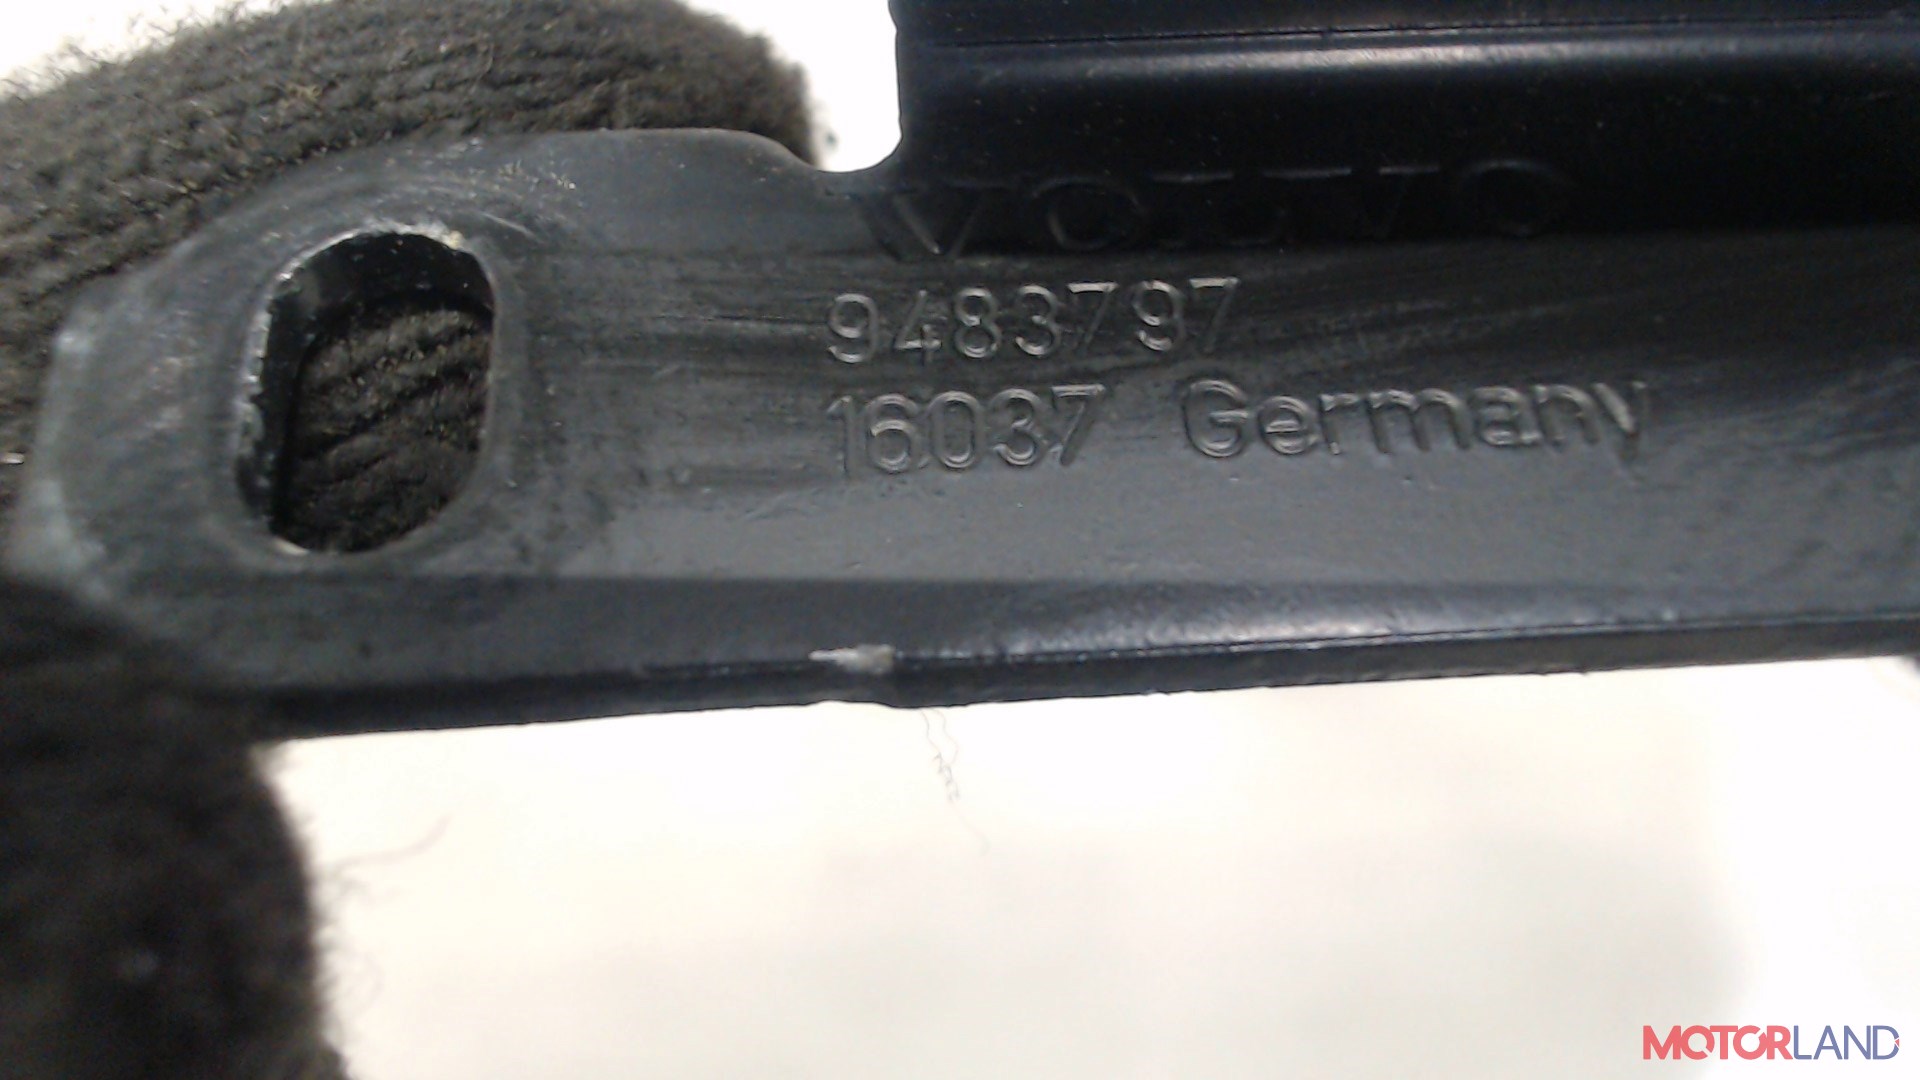 VOLVO
9483797
16037 Germany
MOTORLAND